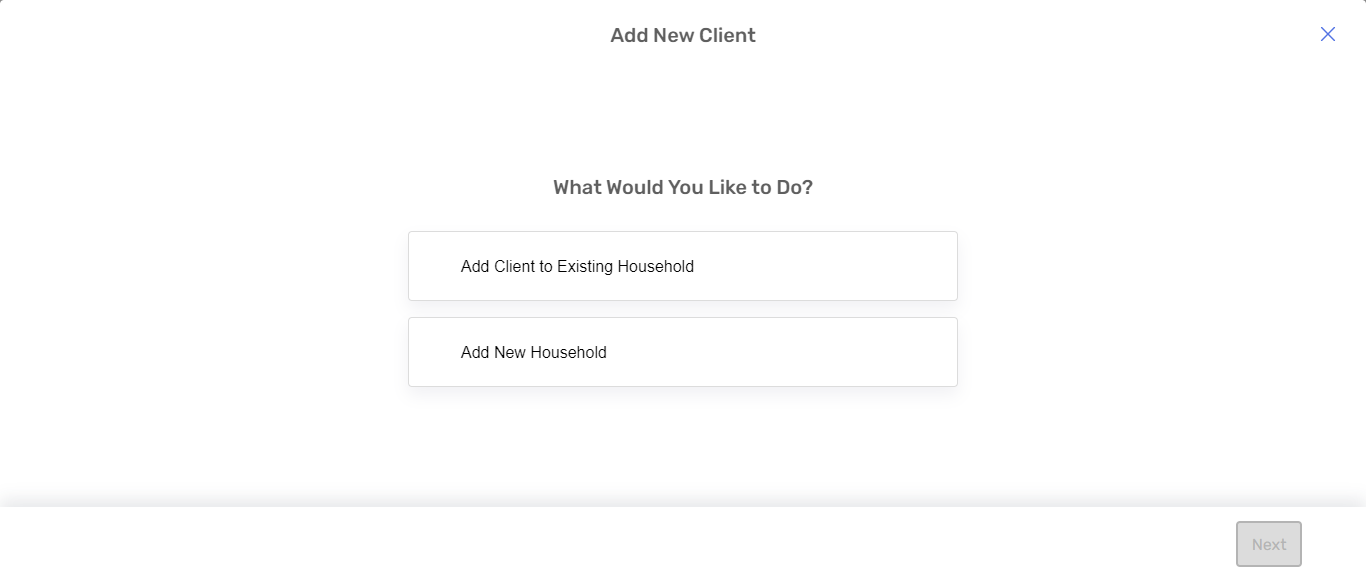 Add New Client
What Would You Like to Do?
Add Client to Existing Household
Add New Household
Next